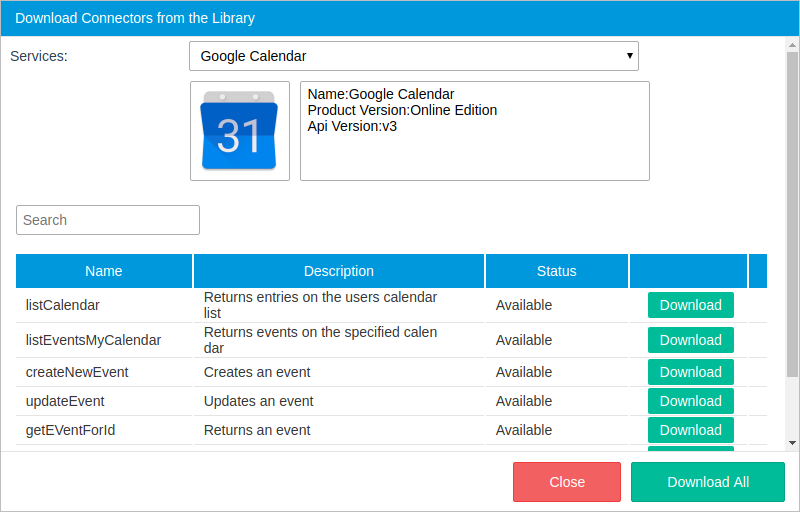 Download Connectors from the Library
Services:
Google Calendar
31
Name:Google Calendar
Product Version:Online Edition
Api Version:v3
Search
Name Description Status
listCalendar Returns entries on the users calendar list Available Download
listEventsMyCalendar Returns events on the specified calen dar Available Download
createNewEvent Creates an event Available Download
updateEvent Updates an event Available Download
getEVentForId Returns an event Available Download
Close Download All